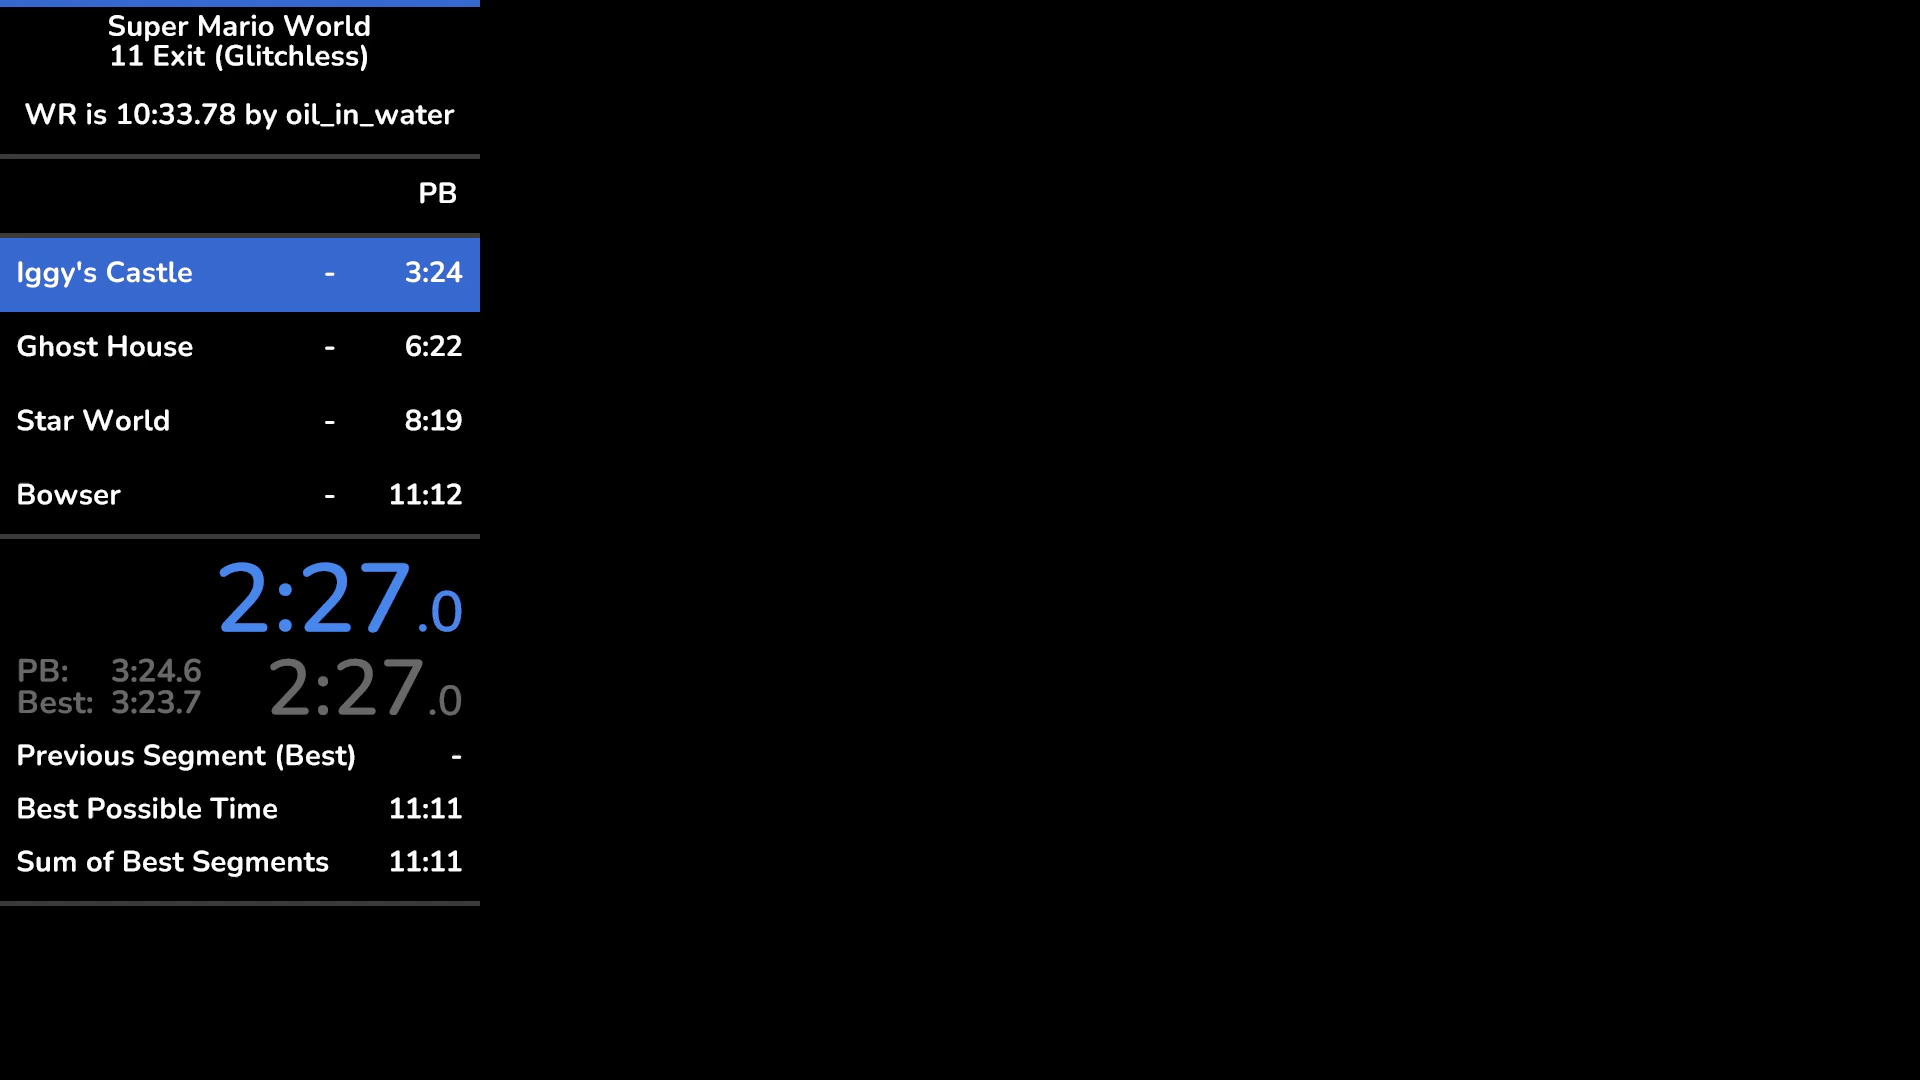 Super Mario World
11 Exit (Glitchless)
WR is 10:33.78 by oil_in_water
PB
Iggy's Castle - 3:24
Ghost House - 6:22
Star World - 8:19
Bowser - 11:12
2:27.0
PB: 3:24.6
Best: 3:23.7
2:27.0
Previous Segment (Best) -
Best Possible Time 11:11
Sum of Best Segments 11:11